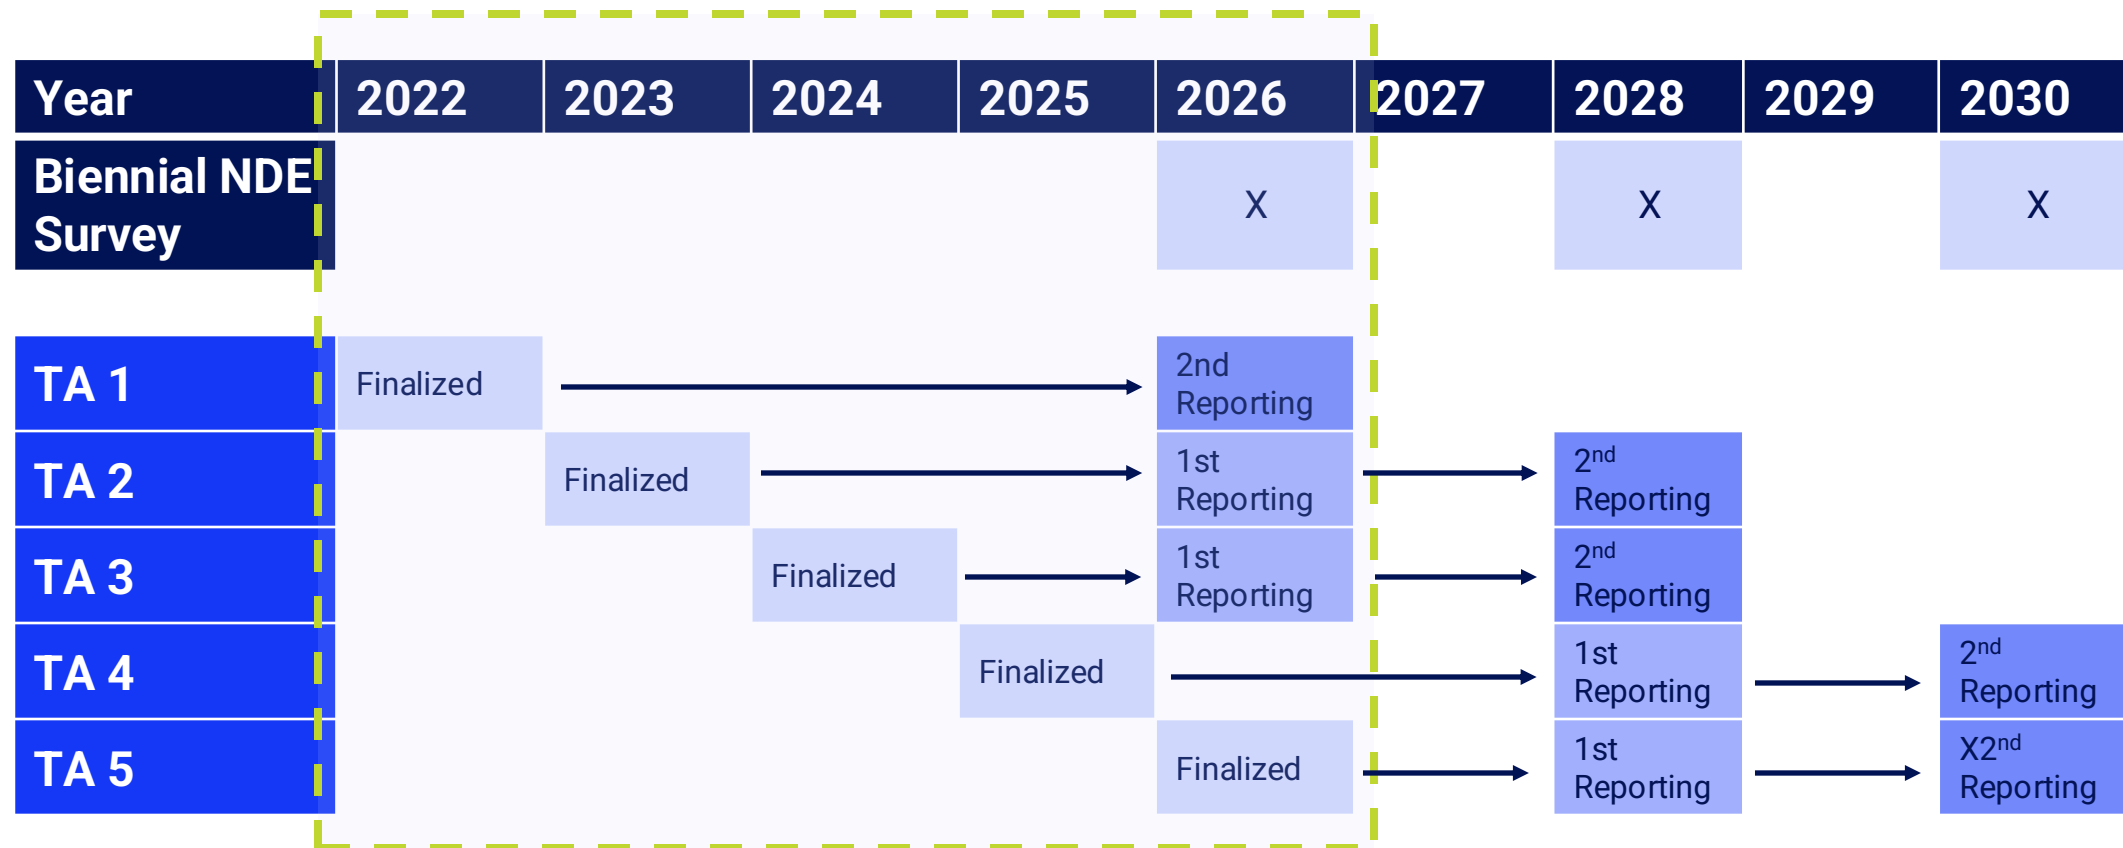 Year 2022 2023 2024 2025 2026 2027 2028 2029 2030
Biennial NDE
Survey
X X X
TA 1
Finalized
2nd
Reporting
TA 2
Finalized
1st
Reporting
2nd
Reporting
TA 3
Finalized
1st
Reporting
2nd
Reporting
TA 4
Finalized
1st
Reporting
2nd
Reporting
TA 5
Finalized
1st
Reporting
X2nd
Reporting